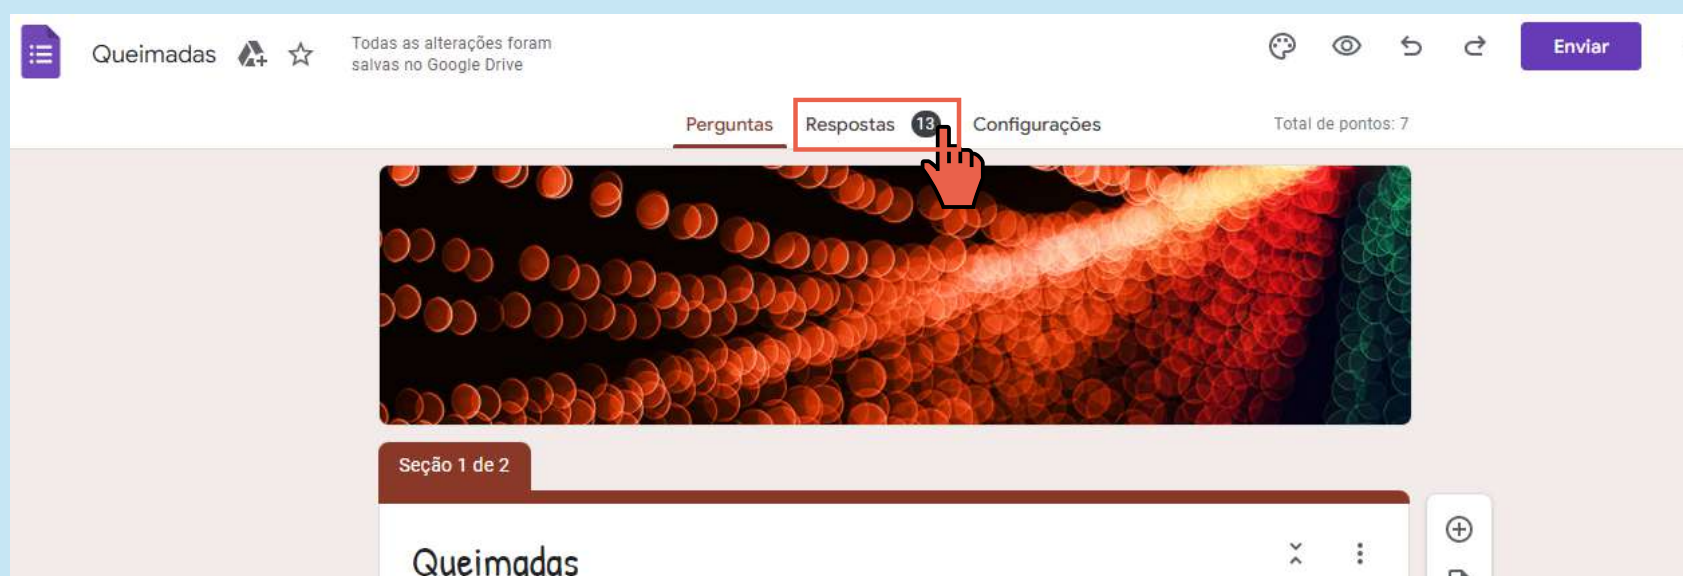 Queimadas
Todas as alterações foram
salvas no Google Drive
Enviar
Perguntas
Respostas
13
Configurações
Total de pontos: 7
Seção 1 de 2
Queimadas